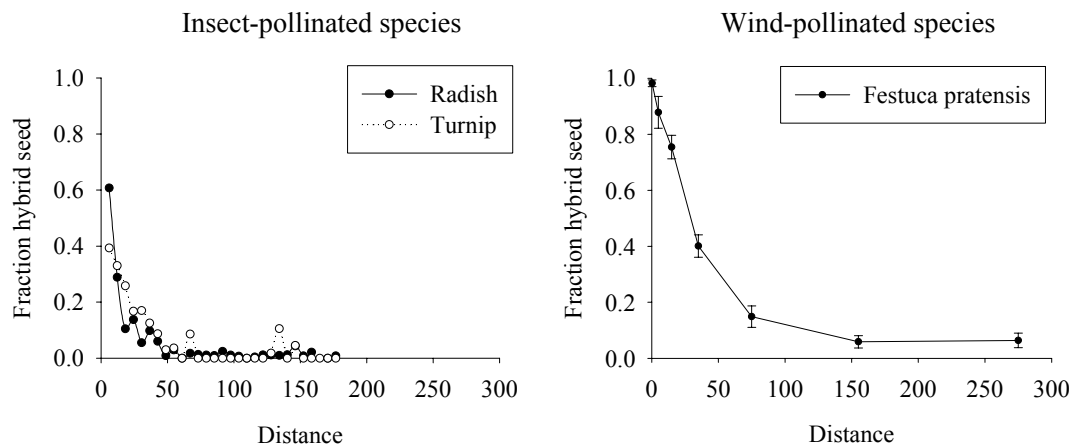 Insect-pollinated species
Radish
Turnip
Fraction hybrid seed
1.0
0.8
0.6
0.4
0.2
0.0
0 50 100 150 200 250 300
Distance
Wind-pollinated species
Festuca pratensis
Fraction hybrid seed
1.0
0.8
0.6
0.4
0.2
0.0
0 50 100 150 200 250 300
Distance